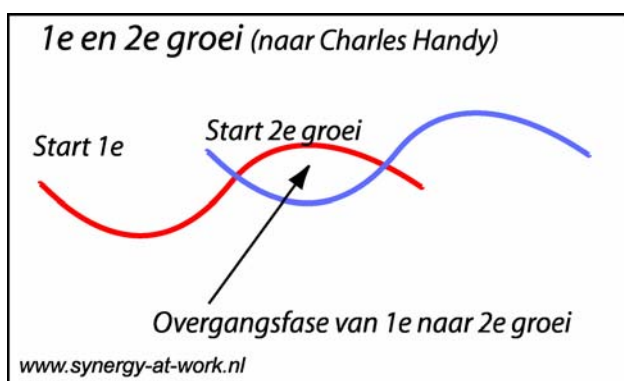 1e en 2e groei (naar Charles Handy)
Start 1e
Start 2e groei
Overgangsfase van 1e naar 2e groei
www.synergy-at-work.nl